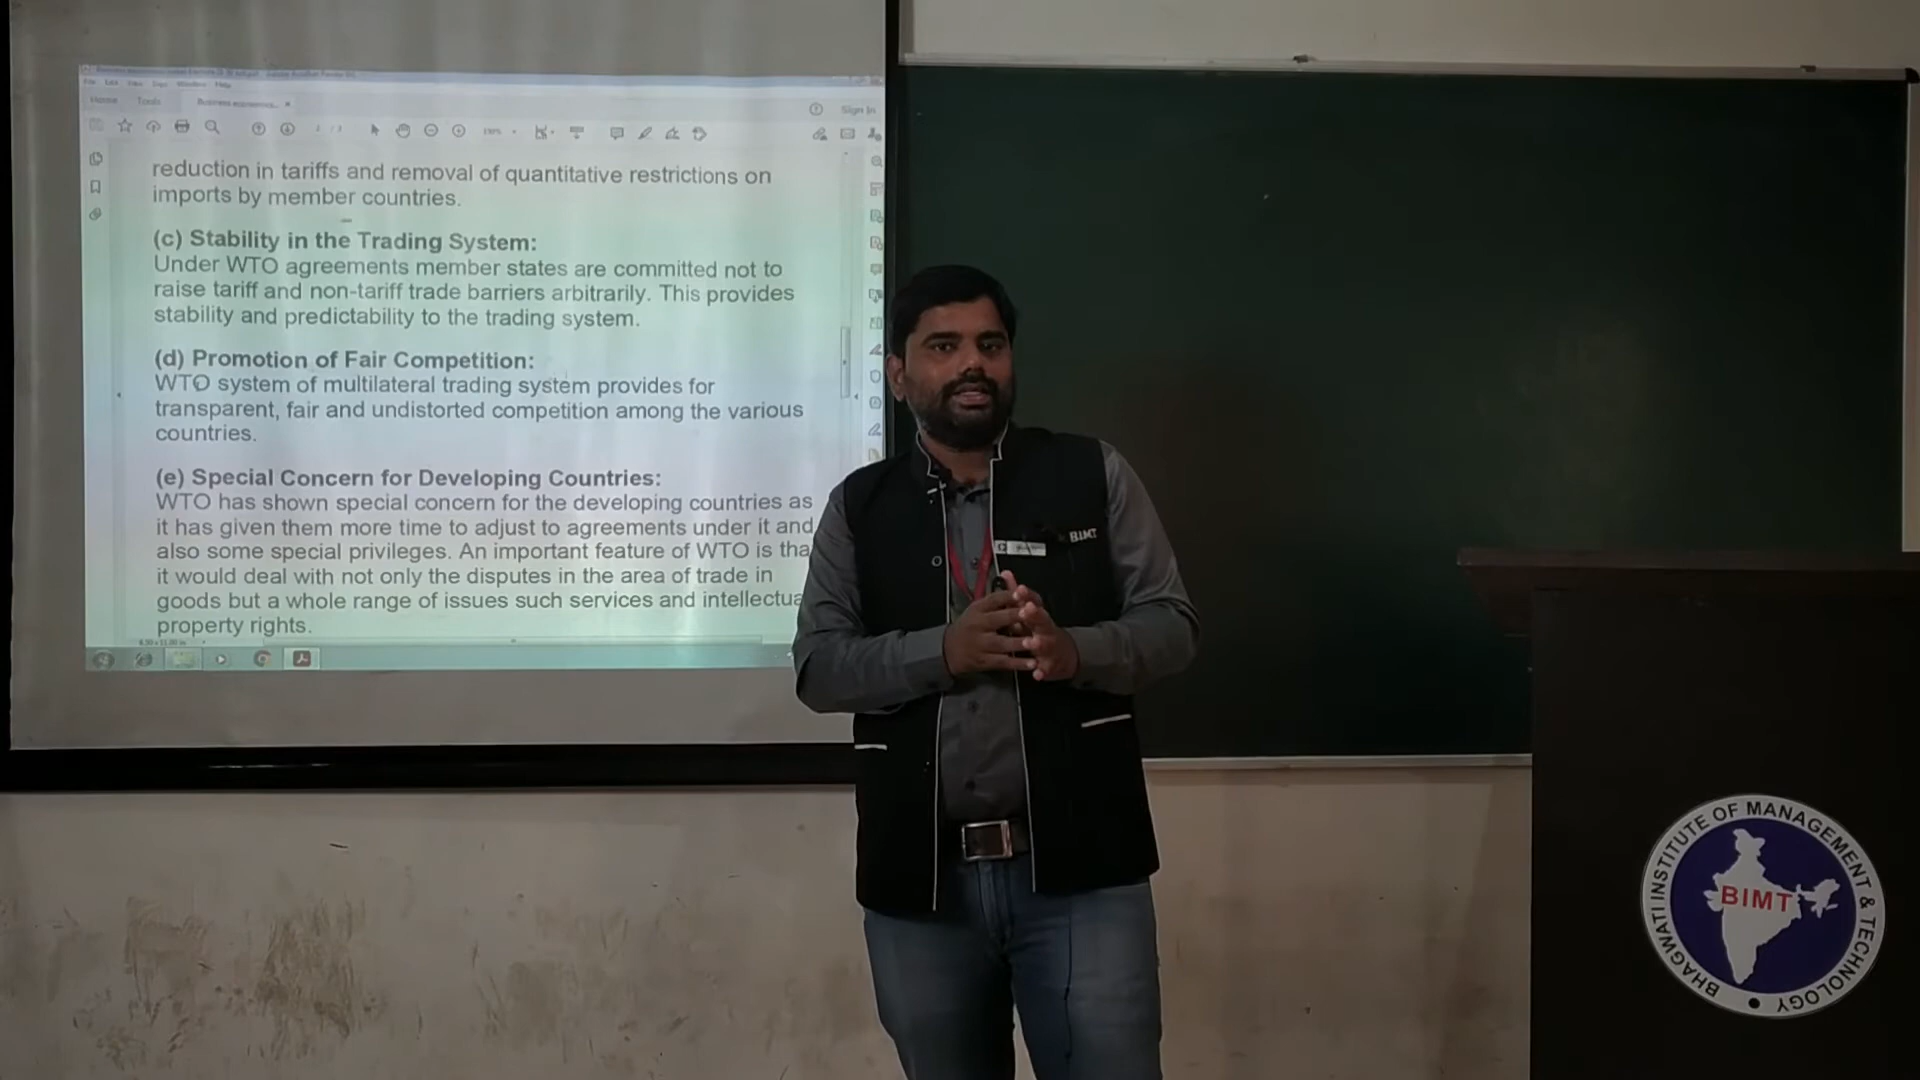 Home
Tools
Sign In
reduction in tariffs and removal of quantitative restrictions on
imports by member countries.
(c) Stability in the Trading System:
Under WTO agreements member states are committed not to
raise tariff and non-tariff trade barriers arbitrarily. This provides
stability and predictability to the trading system.
(d) Promotion of Fair Competition:
WTO system of multilateral trading system provides for
transparent, fair and undistorted competition among the various
countries.
(e) Special Concern for Developing Countries:
WTO has shown special concern for the developing countries as
it has given them more time to adjust to agreements under it and
also some special privileges. An important feature of WTO is tha
it would deal with not only the disputes in the area of trade in
goods but a whole range of issues such services and intellectua
property rights.
BIMT
BHAGWATI INSTITUTE OF MANAGEMENT & TECHNOLOGY
BIMT